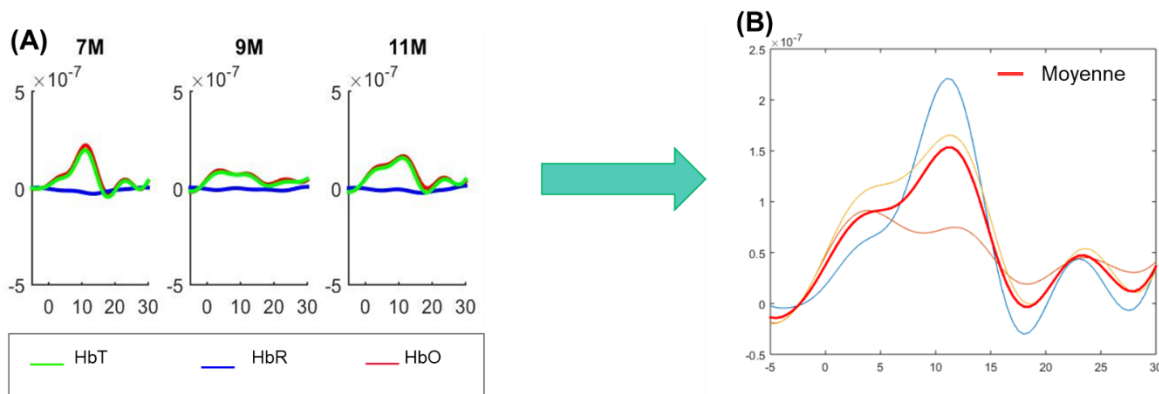 (A)
7M 9M 11M
×10⁻⁷ ×10⁻⁷ ×10⁻⁷
5 5 5
0 0 0
-5 -5 -5
0 10 20 30 0 10 20 30 0 10 20 30
HbT HbR HbO
(B)
×10⁻⁷
2.5
Moyenne
2
1.5
1
0.5
0
-0.5
-5 0 5 10 15 20 25 30